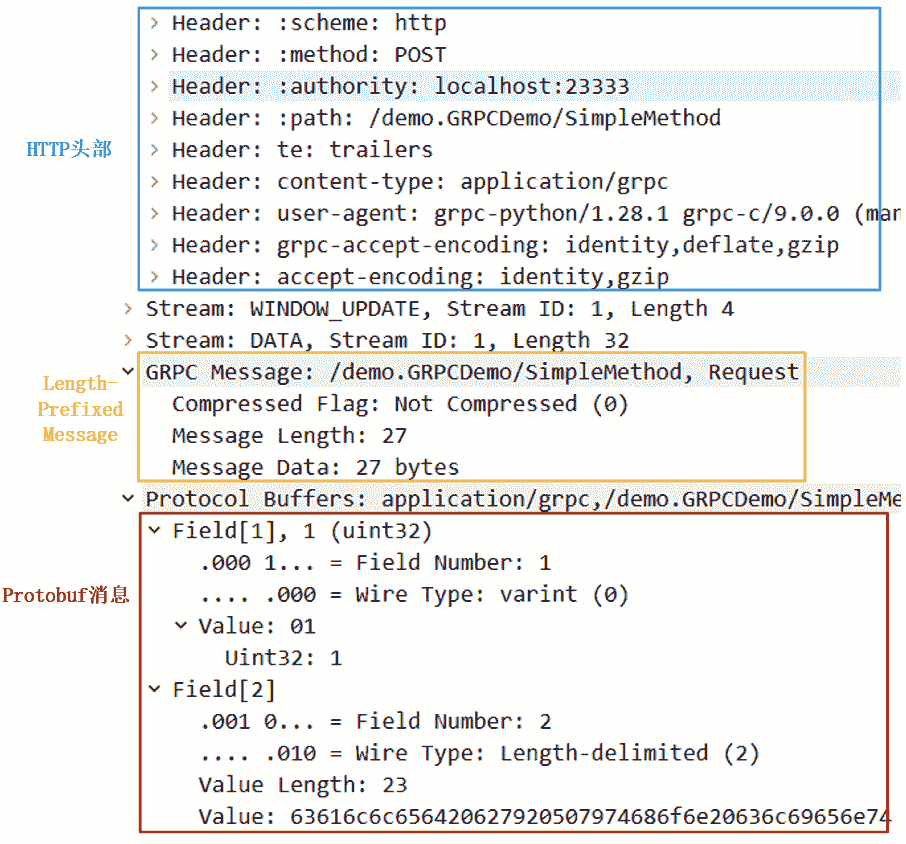 Header: :scheme: http
Header: :method: POST
Header: :authority: localhost:23333
Header: :path: /demo.GRPCDemo/SimpleMethod
HTTP头部
Header: te: trailers
Header: content-type: application/grpc
Header: user-agent: grpc-python/1.28.1 grpc-c/9.0.0 (man
Header: grpc-accept-encoding: identity,deflate,gzip
Header: accept-encoding: identity,gzip
Stream: WINDOW_UPDATE, Stream ID: 1, Length 4
Stream: DATA, Stream ID: 1, Length 32
Length-
Prefixed
Message
GRPC Message: /demo.GRPCDemo/SimpleMethod, Request
Compressed Flag: Not Compressed (0)
Message Length: 27
Message Data: 27 bytes
Protocol Buffers: application/grpc,/demo.GRPCDemo/SimpleMe
Protobuf消息
Field[1], 1 (uint32)
.000 1... = Field Number: 1
.... .000 = Wire Type: varint (0)
Value: 01
Uint32: 1
Field[2]
.001 0... = Field Number: 2
.... .010 = Wire Type: Length-delimited (2)
Value Length: 23
Value: 63616c6c656420627920507974686f6e20636c69656e74